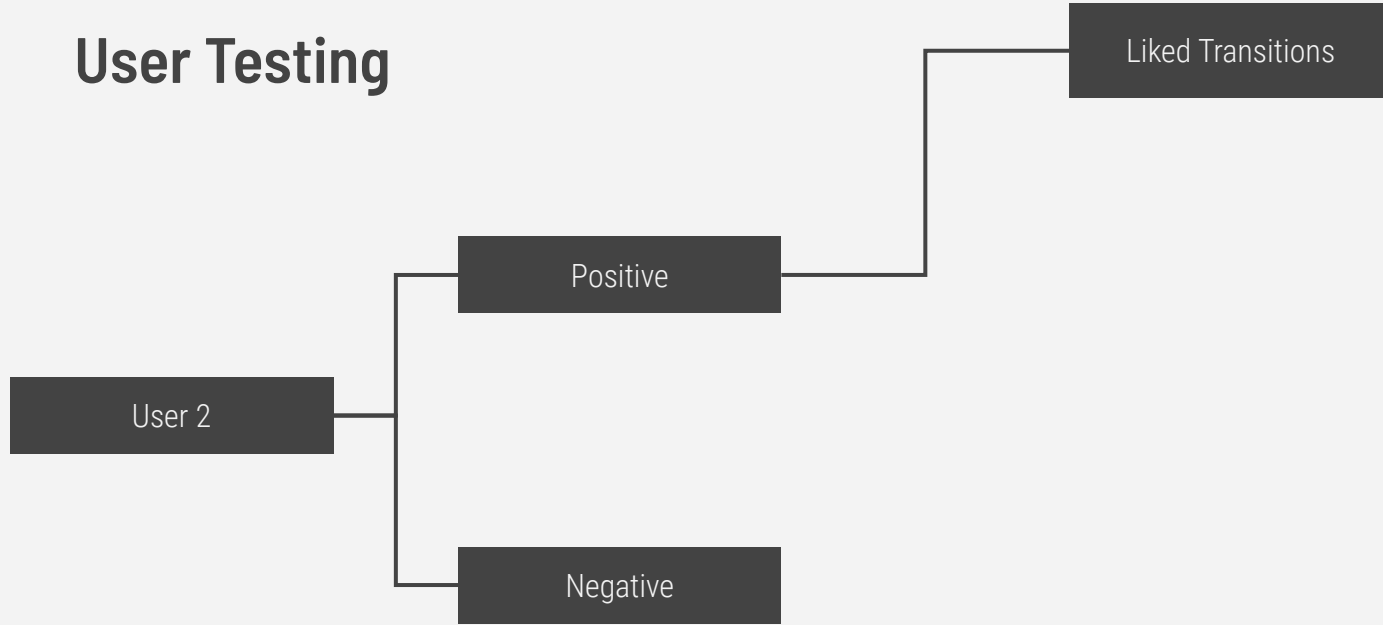 User Testing
Liked Transitions
Positive
User 2
Negative